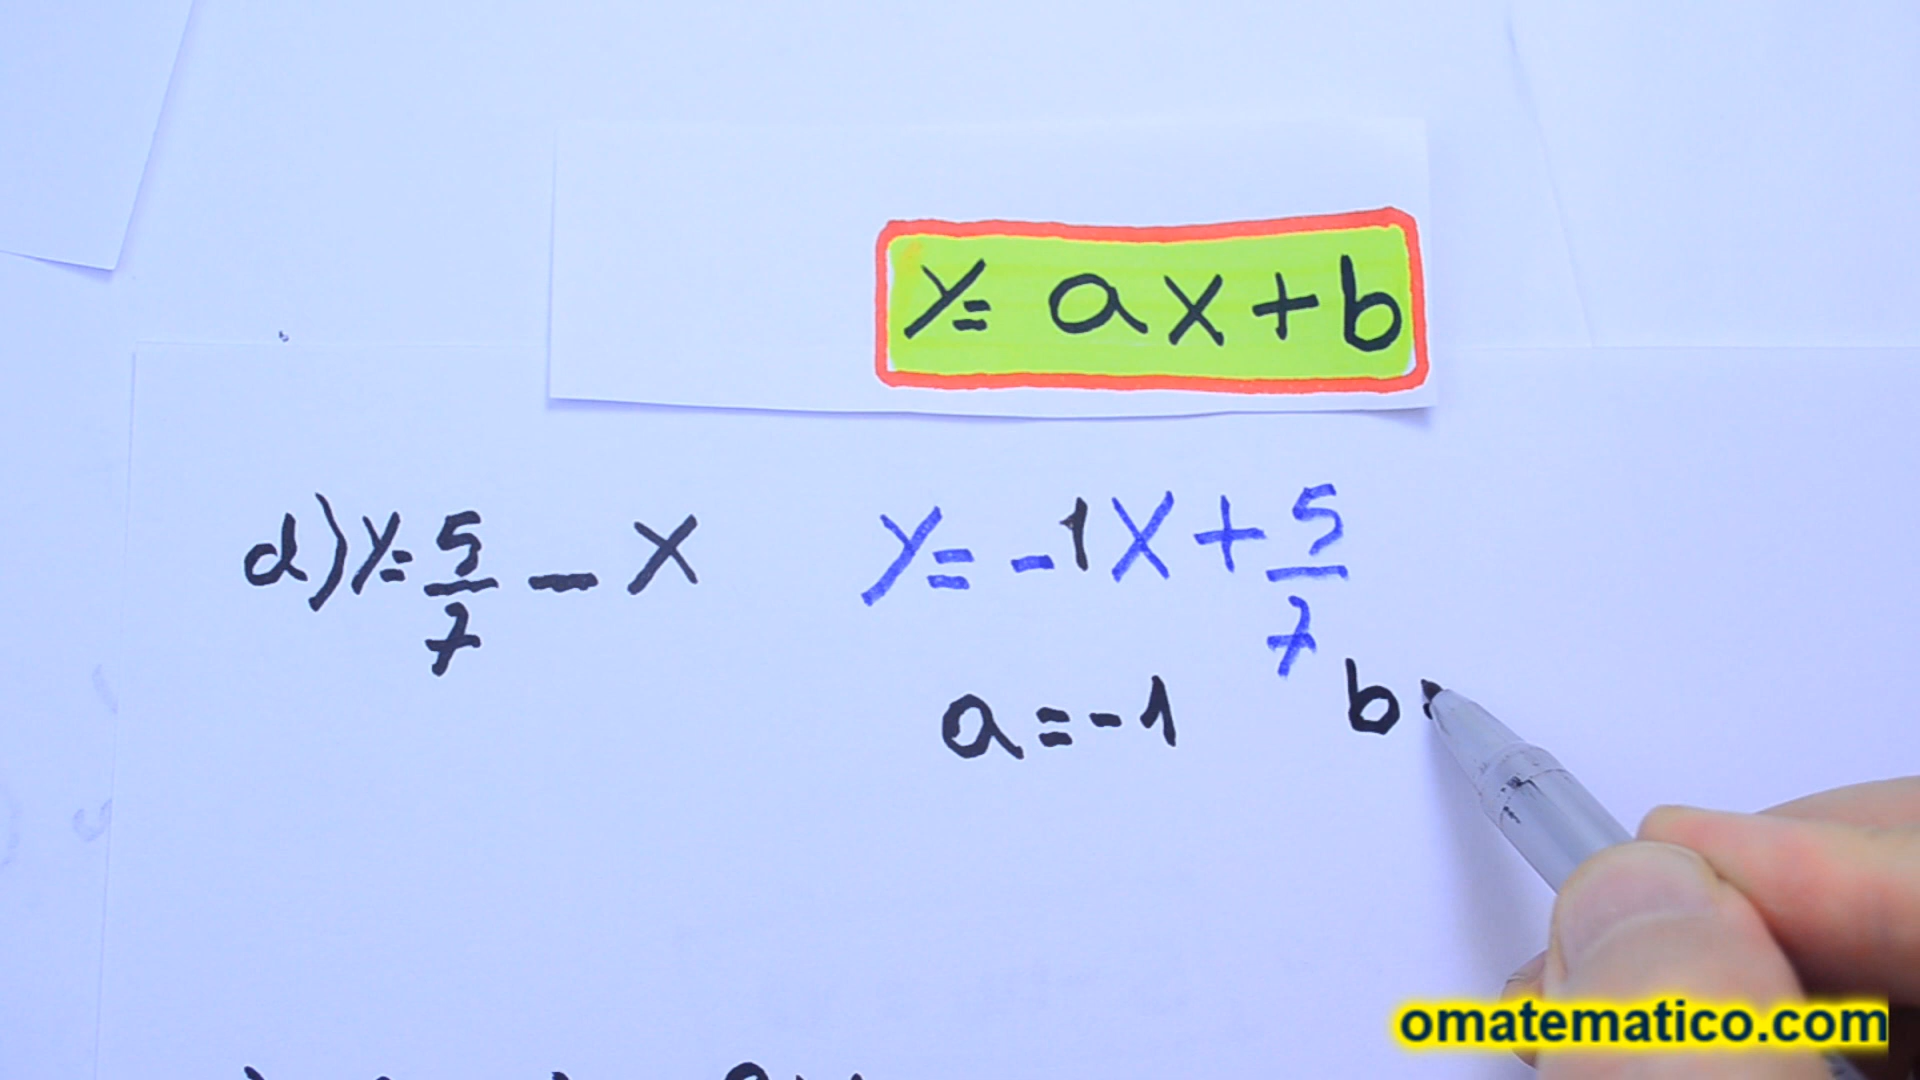 y = ax + b
d) y = 5/7 - x    y = -1x + 5/7
a = -1    b
omatematico.com